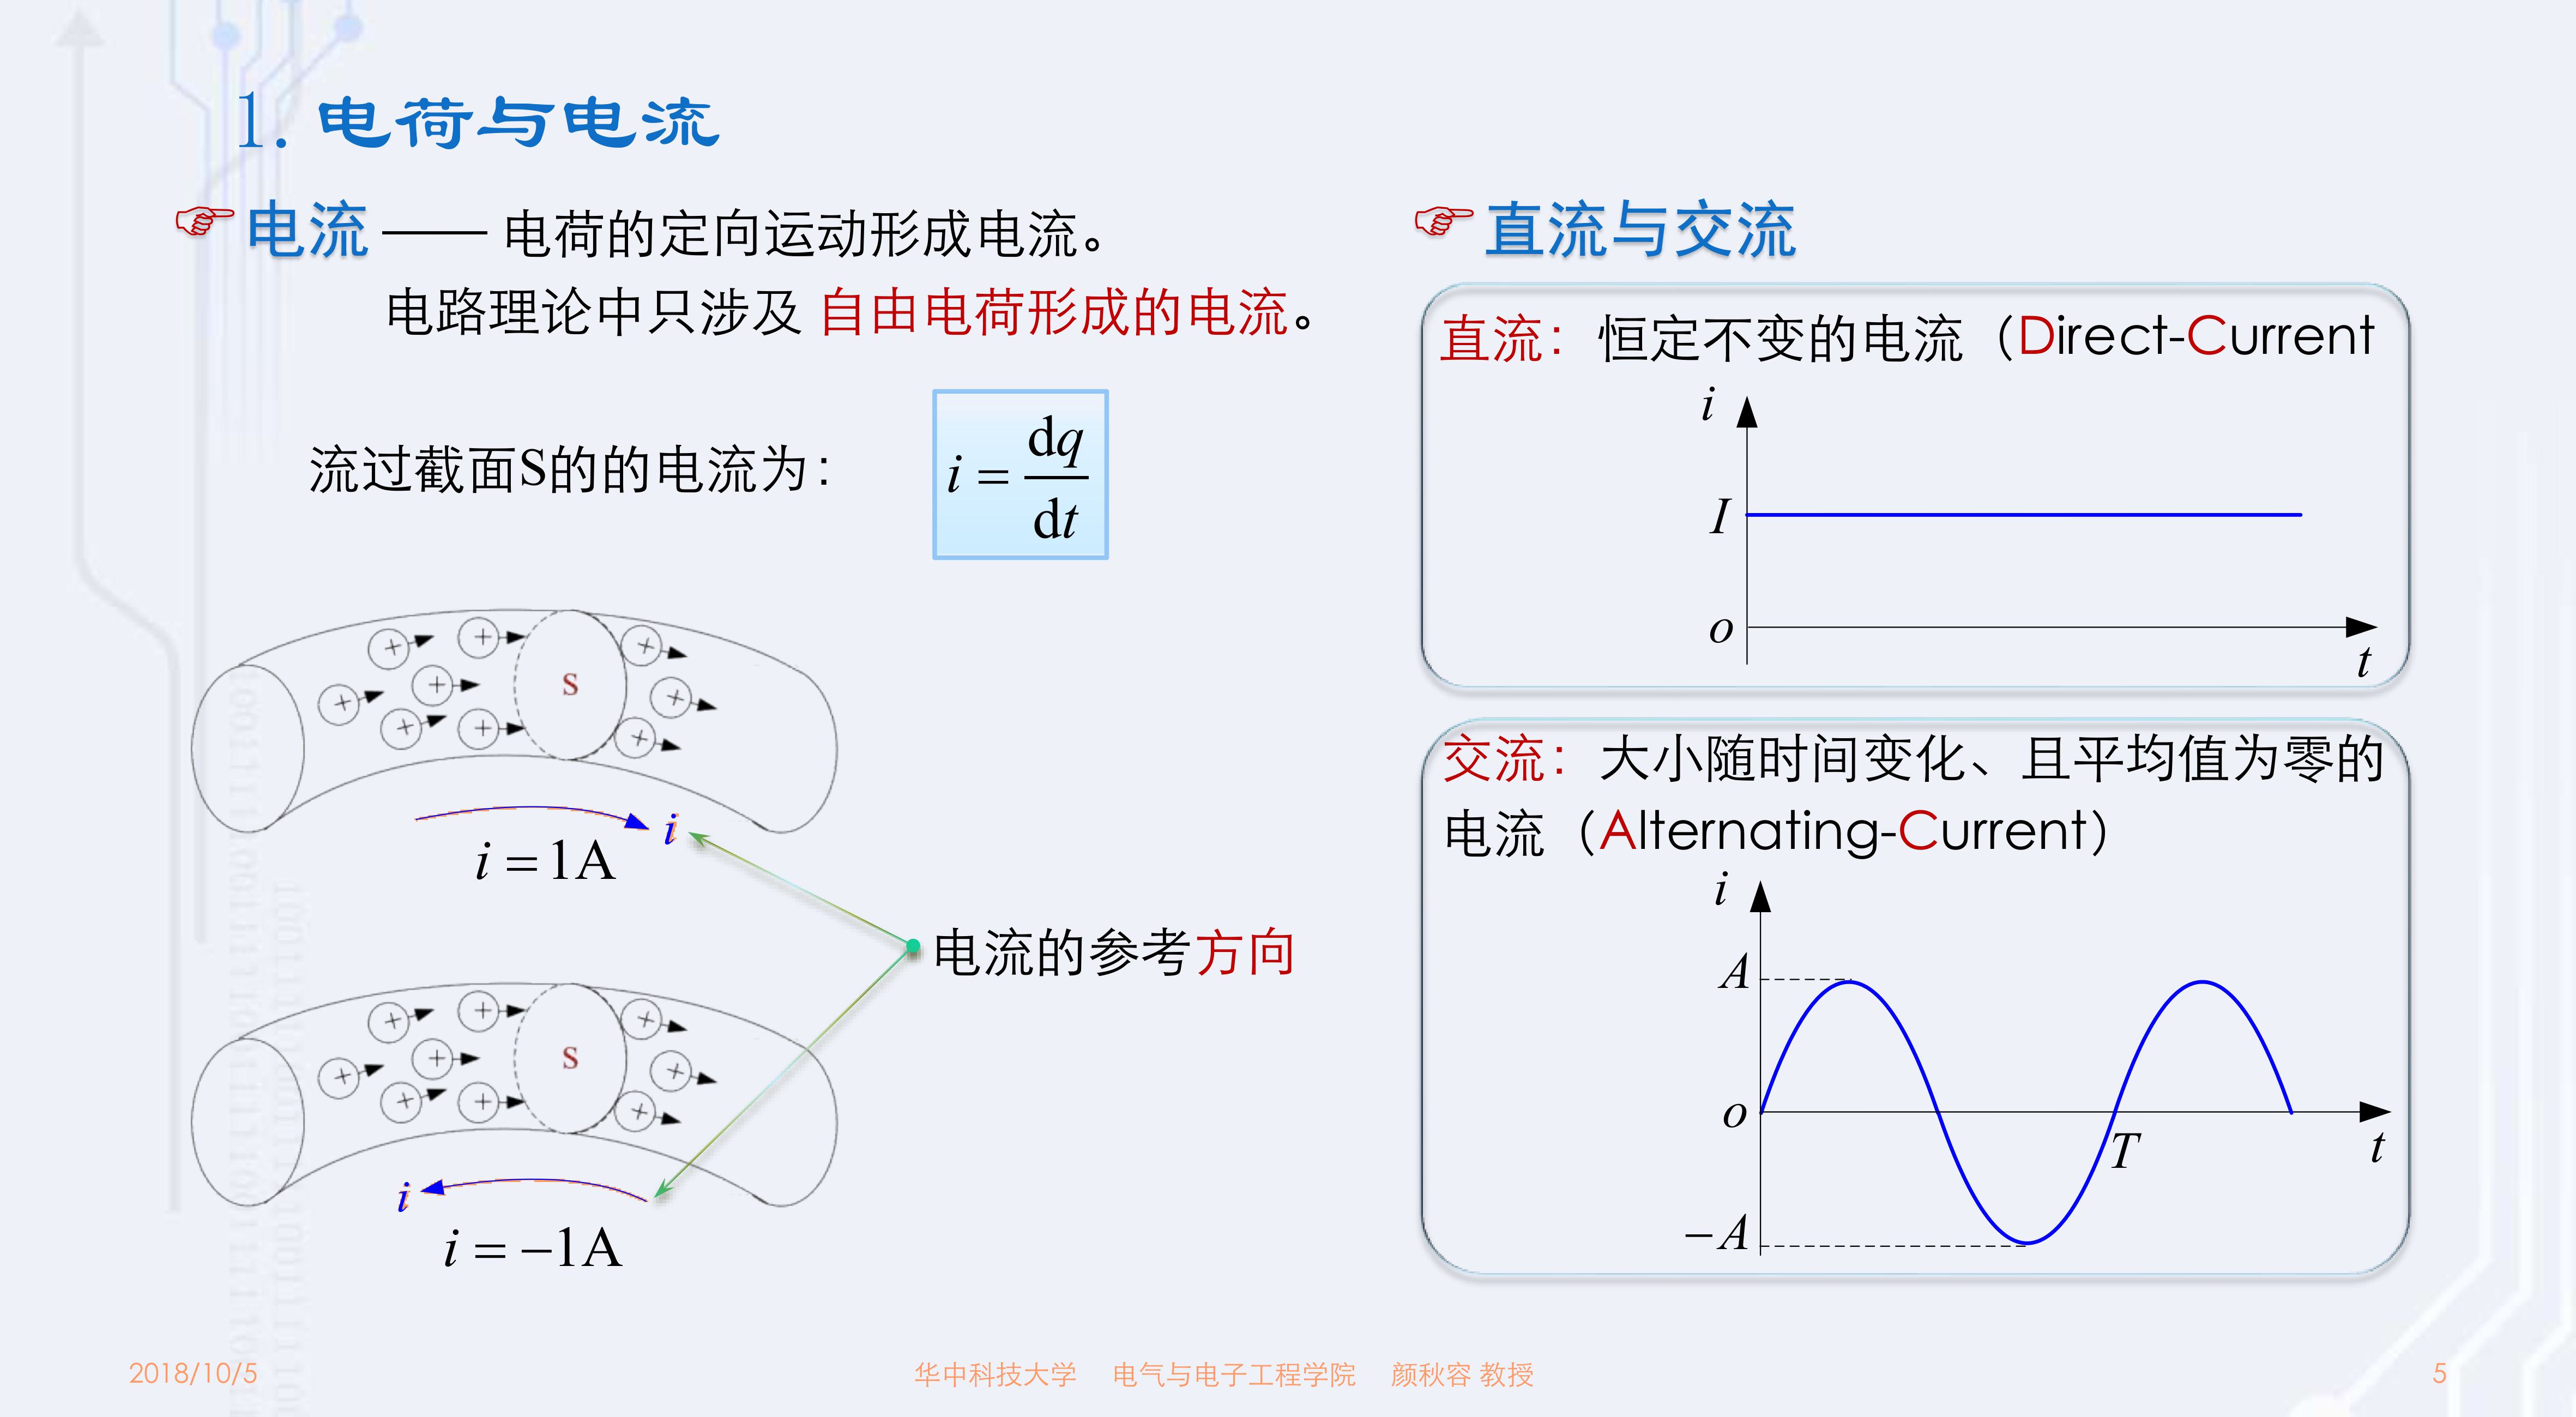 1. 电荷与电流
☞电流 —— 电荷的定向运动形成电流。
电路理论中只涉及 自由电荷形成的电流。
流过截面S的的电流为：
i = dq/dt
S
i
i = 1A
电流的参考方向
S
i
i = −1A
☞直流与交流
直流：恒定不变的电流（Direct-Current
i
I
o
t
交流：大小随时间变化、且平均值为零的
电流（Alternating-Current）
i
A
o
T
t
−A
2018/10/5
华中科技大学 电气与电子工程学院 颜秋容 教授
5